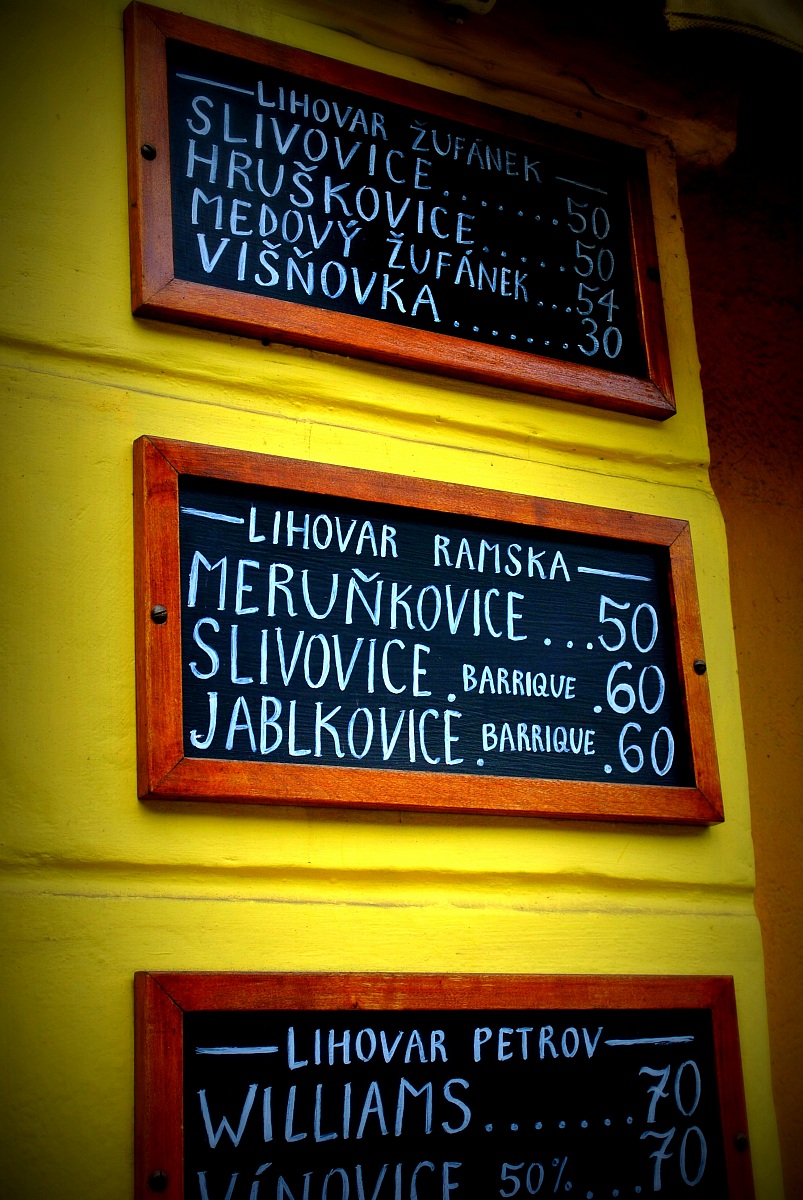 LIHOVAR ŽUFÁNEK
SLIVOVICE........50
HRUŠKOVICE......50
MEDOVÝ ŽUFÁNEK...54
VIŠŇOVKA ........30
LIHOVAR RAMSKA
MERUŇKOVICE ...50
SLIVOVICE.BARRIQUE .60
JABLKOVICE.BARRIQUE .60
LIHOVAR PETROV
WILLIAMS.......70
VÍNOVICE 50%...70